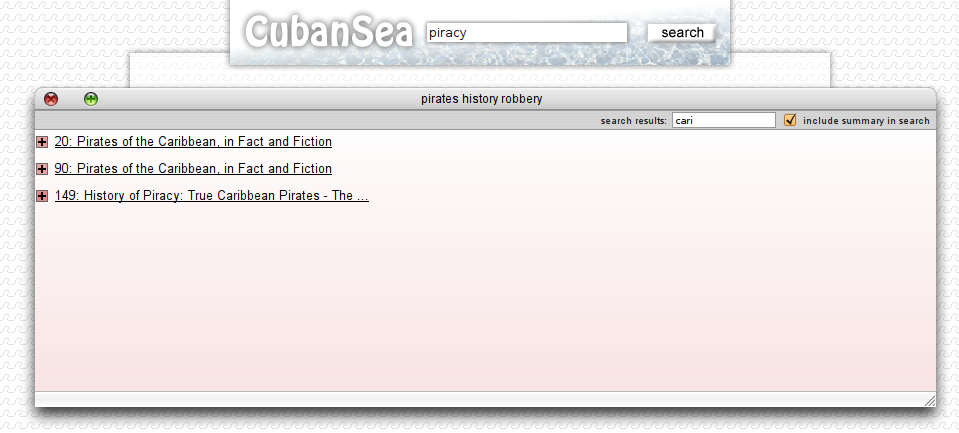 CubanSea
piracy
search
pirates history robbery
search results: cari
include summary in search
20: Pirates of the Caribbean, in Fact and Fiction
90: Pirates of the Caribbean, in Fact and Fiction
149: History of Piracy: True Caribbean Pirates - The ...